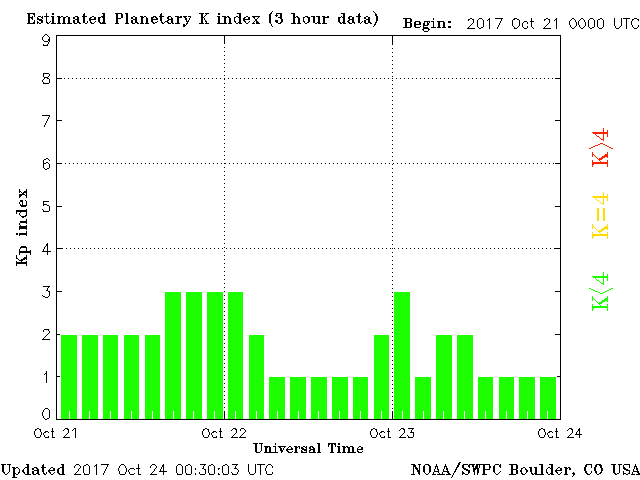 Estimated Planetary K index (3 hour data)
Begin: 2017 Oct 21 0000 UTC
9
8
7
6
5
4
3
2
1
0
Kp index
K>4
K=4
K<4
Oct 21 Oct 22 Oct 23 Oct 24
Universal Time
Updated 2017 Oct 24 00:30:03 UTC
NOAA/SWPC Boulder, CO USA